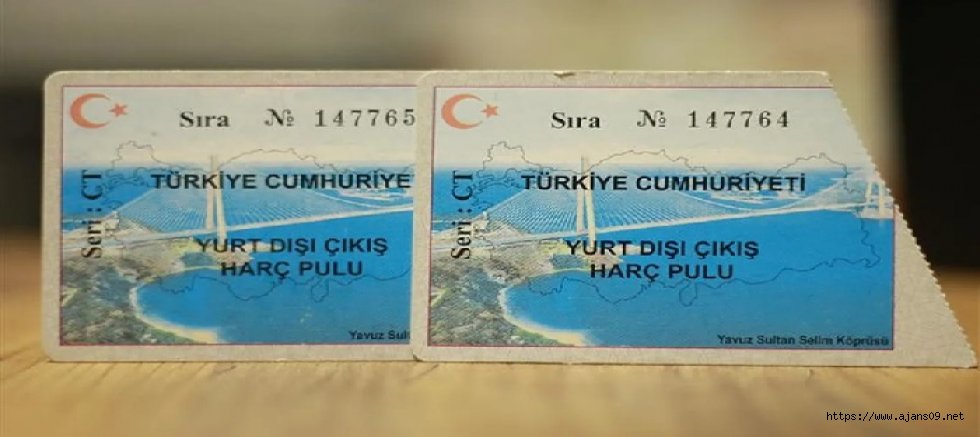 Sıra № 147765
Seri : CT
TÜRKİYE CUMHURİYE
YURT DIŞI ÇIKIŞ
HARÇ PULU
Yavuz Sul
Sıra № 147764
Seri : CT
TÜRKİYE CUMHURİYETİ
YURT DIŞI ÇIKIŞ
HARÇ PULU
Yavuz Sultan Selim Köprüsü
https://www.ajans09.net